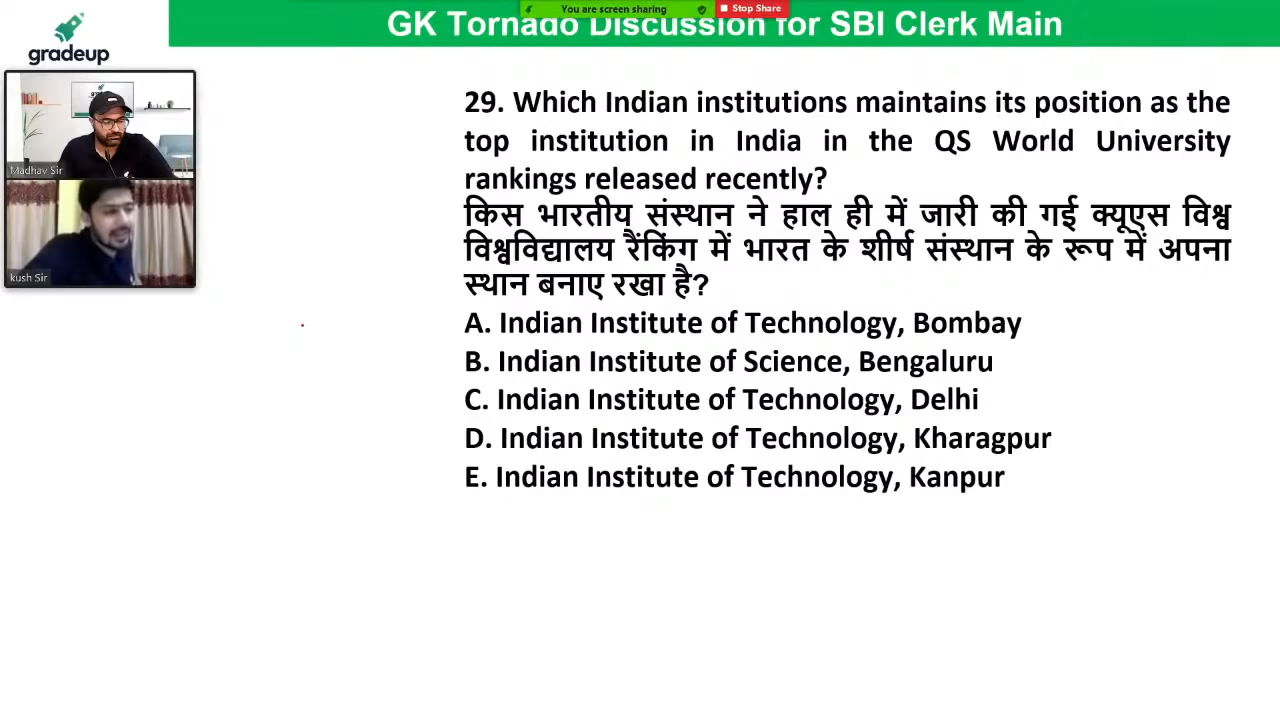 GK Tornado Discussion for SBI Clerk Main
You are screen sharing
Stop Share
gradeup
Madhav Sir
kush Sir
29. Which Indian institutions maintains its position as the
top institution in India in the QS World University
rankings released recently?
किस भारतीय संस्थान ने हाल ही में जारी की गई क्यूएस विश्व
विश्वविद्यालय रैंकिंग में भारत के शीर्ष संस्थान के रूप में अपना
स्थान बनाए रखा है?
A. Indian Institute of Technology, Bombay
B. Indian Institute of Science, Bengaluru
C. Indian Institute of Technology, Delhi
D. Indian Institute of Technology, Kharagpur
E. Indian Institute of Technology, Kanpur